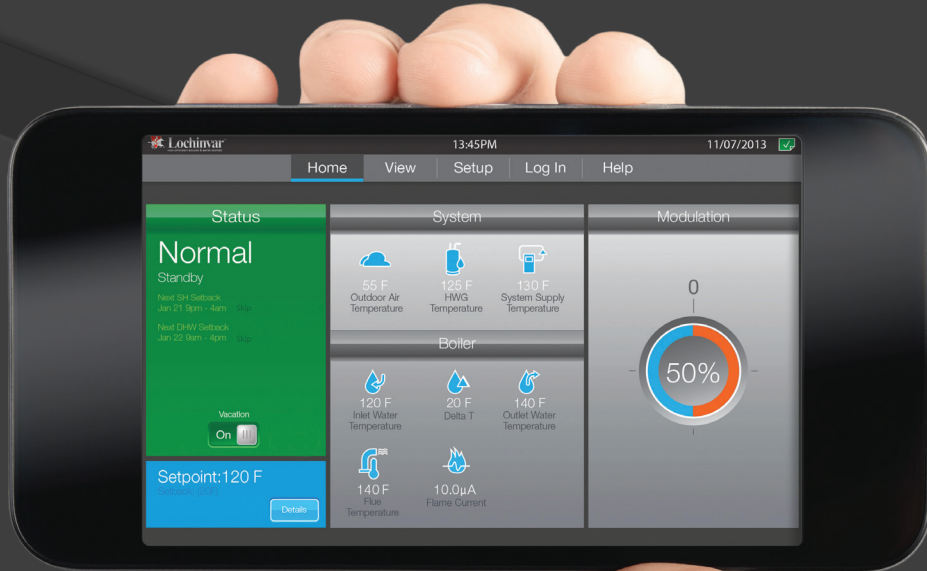 Lochinvar
13:45PM
11/07/2013
Home View Setup Log In Help
Status
Normal
Standby
Next SH Setback
Jan 21 9pm - 4am Skip
Next DHW Setback
Jan 22 9am - 4pm Skip
Vacation
On
Setpoint:120 F
Details
System
55 F
Outdoor Air
Temperature
125 F
HWG
Temperature
130 F
System Supply
Temperature
Boiler
120 F
Inlet Water
Temperature
20 F
Delta T
140 F
Outlet Water
Temperature
140 F
Flue
Temperature
10.0µA
Flame Current
Modulation
0
50%